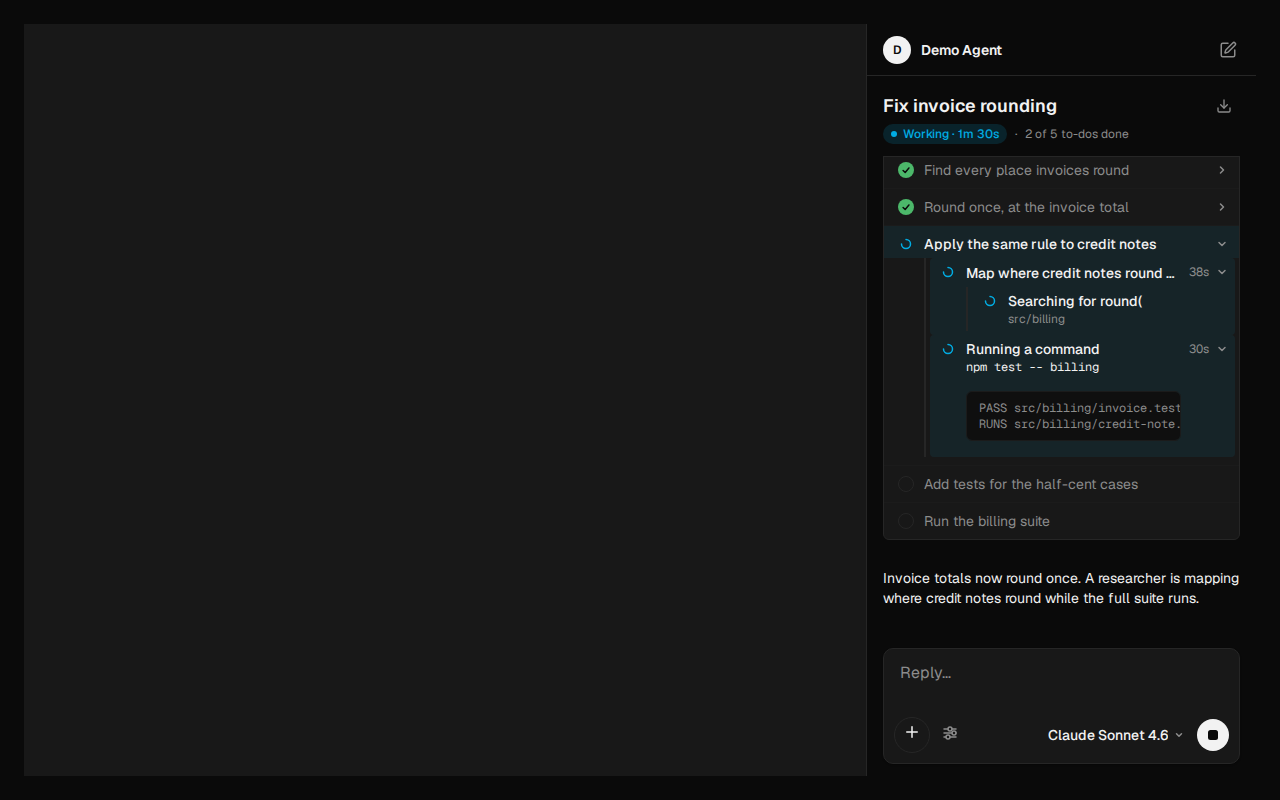 D
Demo Agent
Fix invoice rounding
Working · 1m 30s · 2 of 5 to-dos done
Find every place invoices round
Round once, at the invoice total
Apply the same rule to credit notes
Map where credit notes round … 38s
Searching for round(
src/billing
Running a command 30s
npm test -- billing
PASS src/billing/invoice.test
RUNS src/billing/credit-note.
Add tests for the half-cent cases
Run the billing suite
Invoice totals now round once. A researcher is mapping
where credit notes round while the full suite runs.
Reply…
Claude Sonnet 4.6